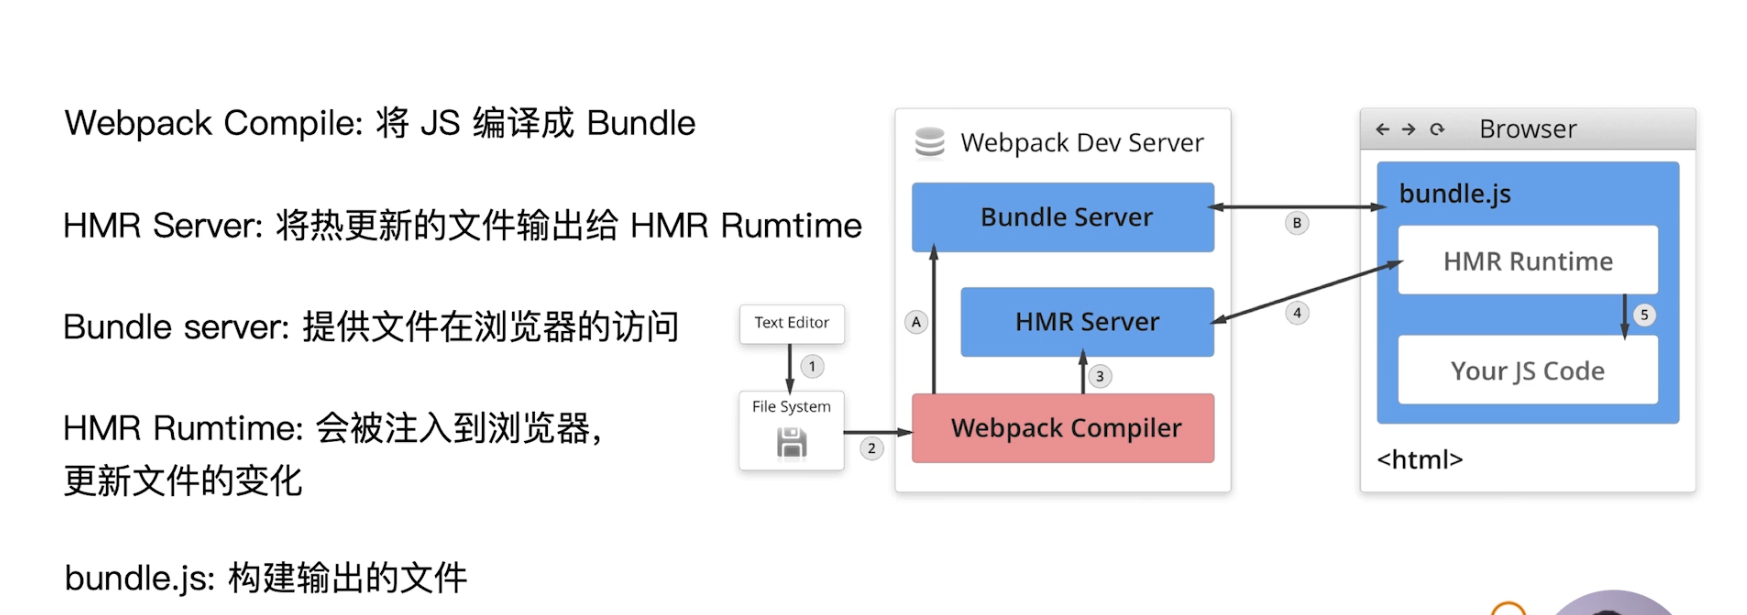 Webpack Compile: 将 JS 编译成 Bundle
HMR Server: 将热更新的文件输出给 HMR Rumtime
Bundle server: 提供文件在浏览器的访问
HMR Rumtime: 会被注入到浏览器，
更新文件的变化
bundle.js: 构建输出的文件
Text Editor
1
File System
2
Webpack Dev Server
Bundle Server
A
HMR Server
3
Webpack Compiler
B
4
Browser
bundle.js
HMR Runtime
5
Your JS Code
<html>